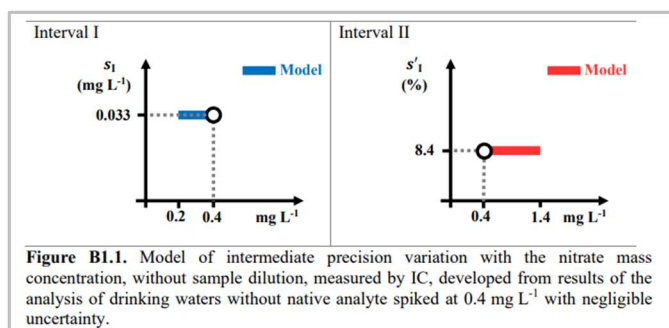 Interval I
s₁
(mg L⁻¹)
Model
0.033
0.2
0.4
mg L⁻¹
Interval II
s'₁
(%)
Model
8.4
0.4
1.4
mg L⁻¹
Figure B1.1. Model of intermediate precision variation with the nitrate mass
concentration, without sample dilution, measured by IC, developed from results of the
analysis of drinking waters without native analyte spiked at 0.4 mg L⁻¹ with negligible
uncertainty.